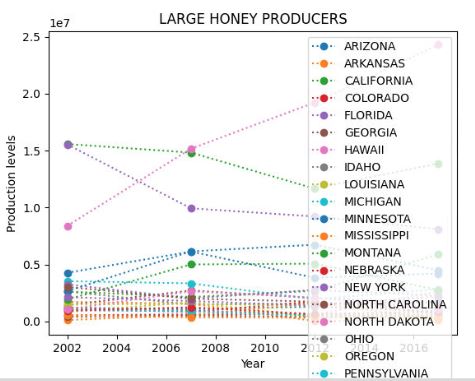 LARGE HONEY PRODUCERS
1e7
2.5
2.0
1.5
1.0
0.5
0.0
Production levels
2002 2004 2006 2008 2010 2012 2014 2016
Year
ARIZONA
ARKANSAS
CALIFORNIA
COLORADO
FLORIDA
GEORGIA
HAWAII
IDAHO
LOUISIANA
MICHIGAN
MINNESOTA
MISSISSIPPI
MONTANA
NEBRASKA
NEW YORK
NORTH CAROLINA
NORTH DAKOTA
OHIO
OREGON
PENNSYLVANIA